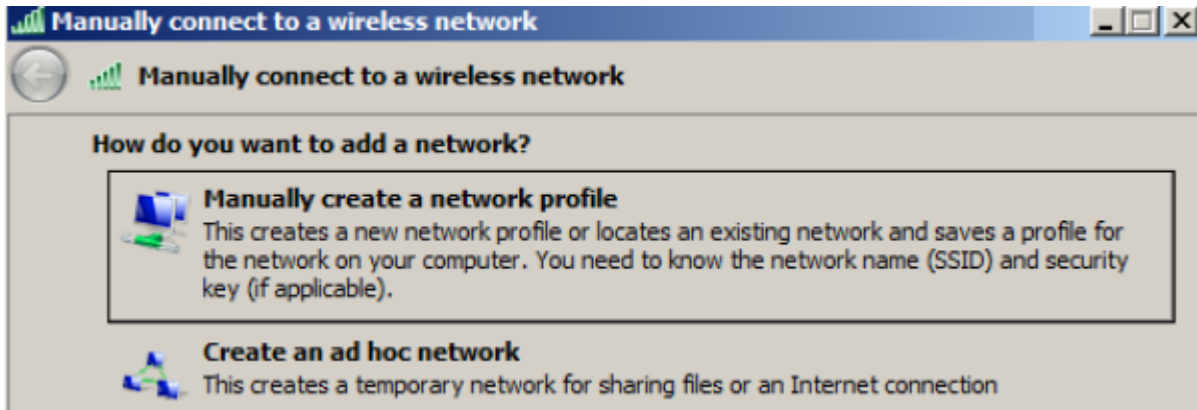 Manually connect to a wireless network
Manually connect to a wireless network
How do you want to add a network?
Manually create a network profile
This creates a new network profile or locates an existing network and saves a profile for
the network on your computer. You need to know the network name (SSID) and security
key (if applicable).
Create an ad hoc network
This creates a temporary network for sharing files or an Internet connection